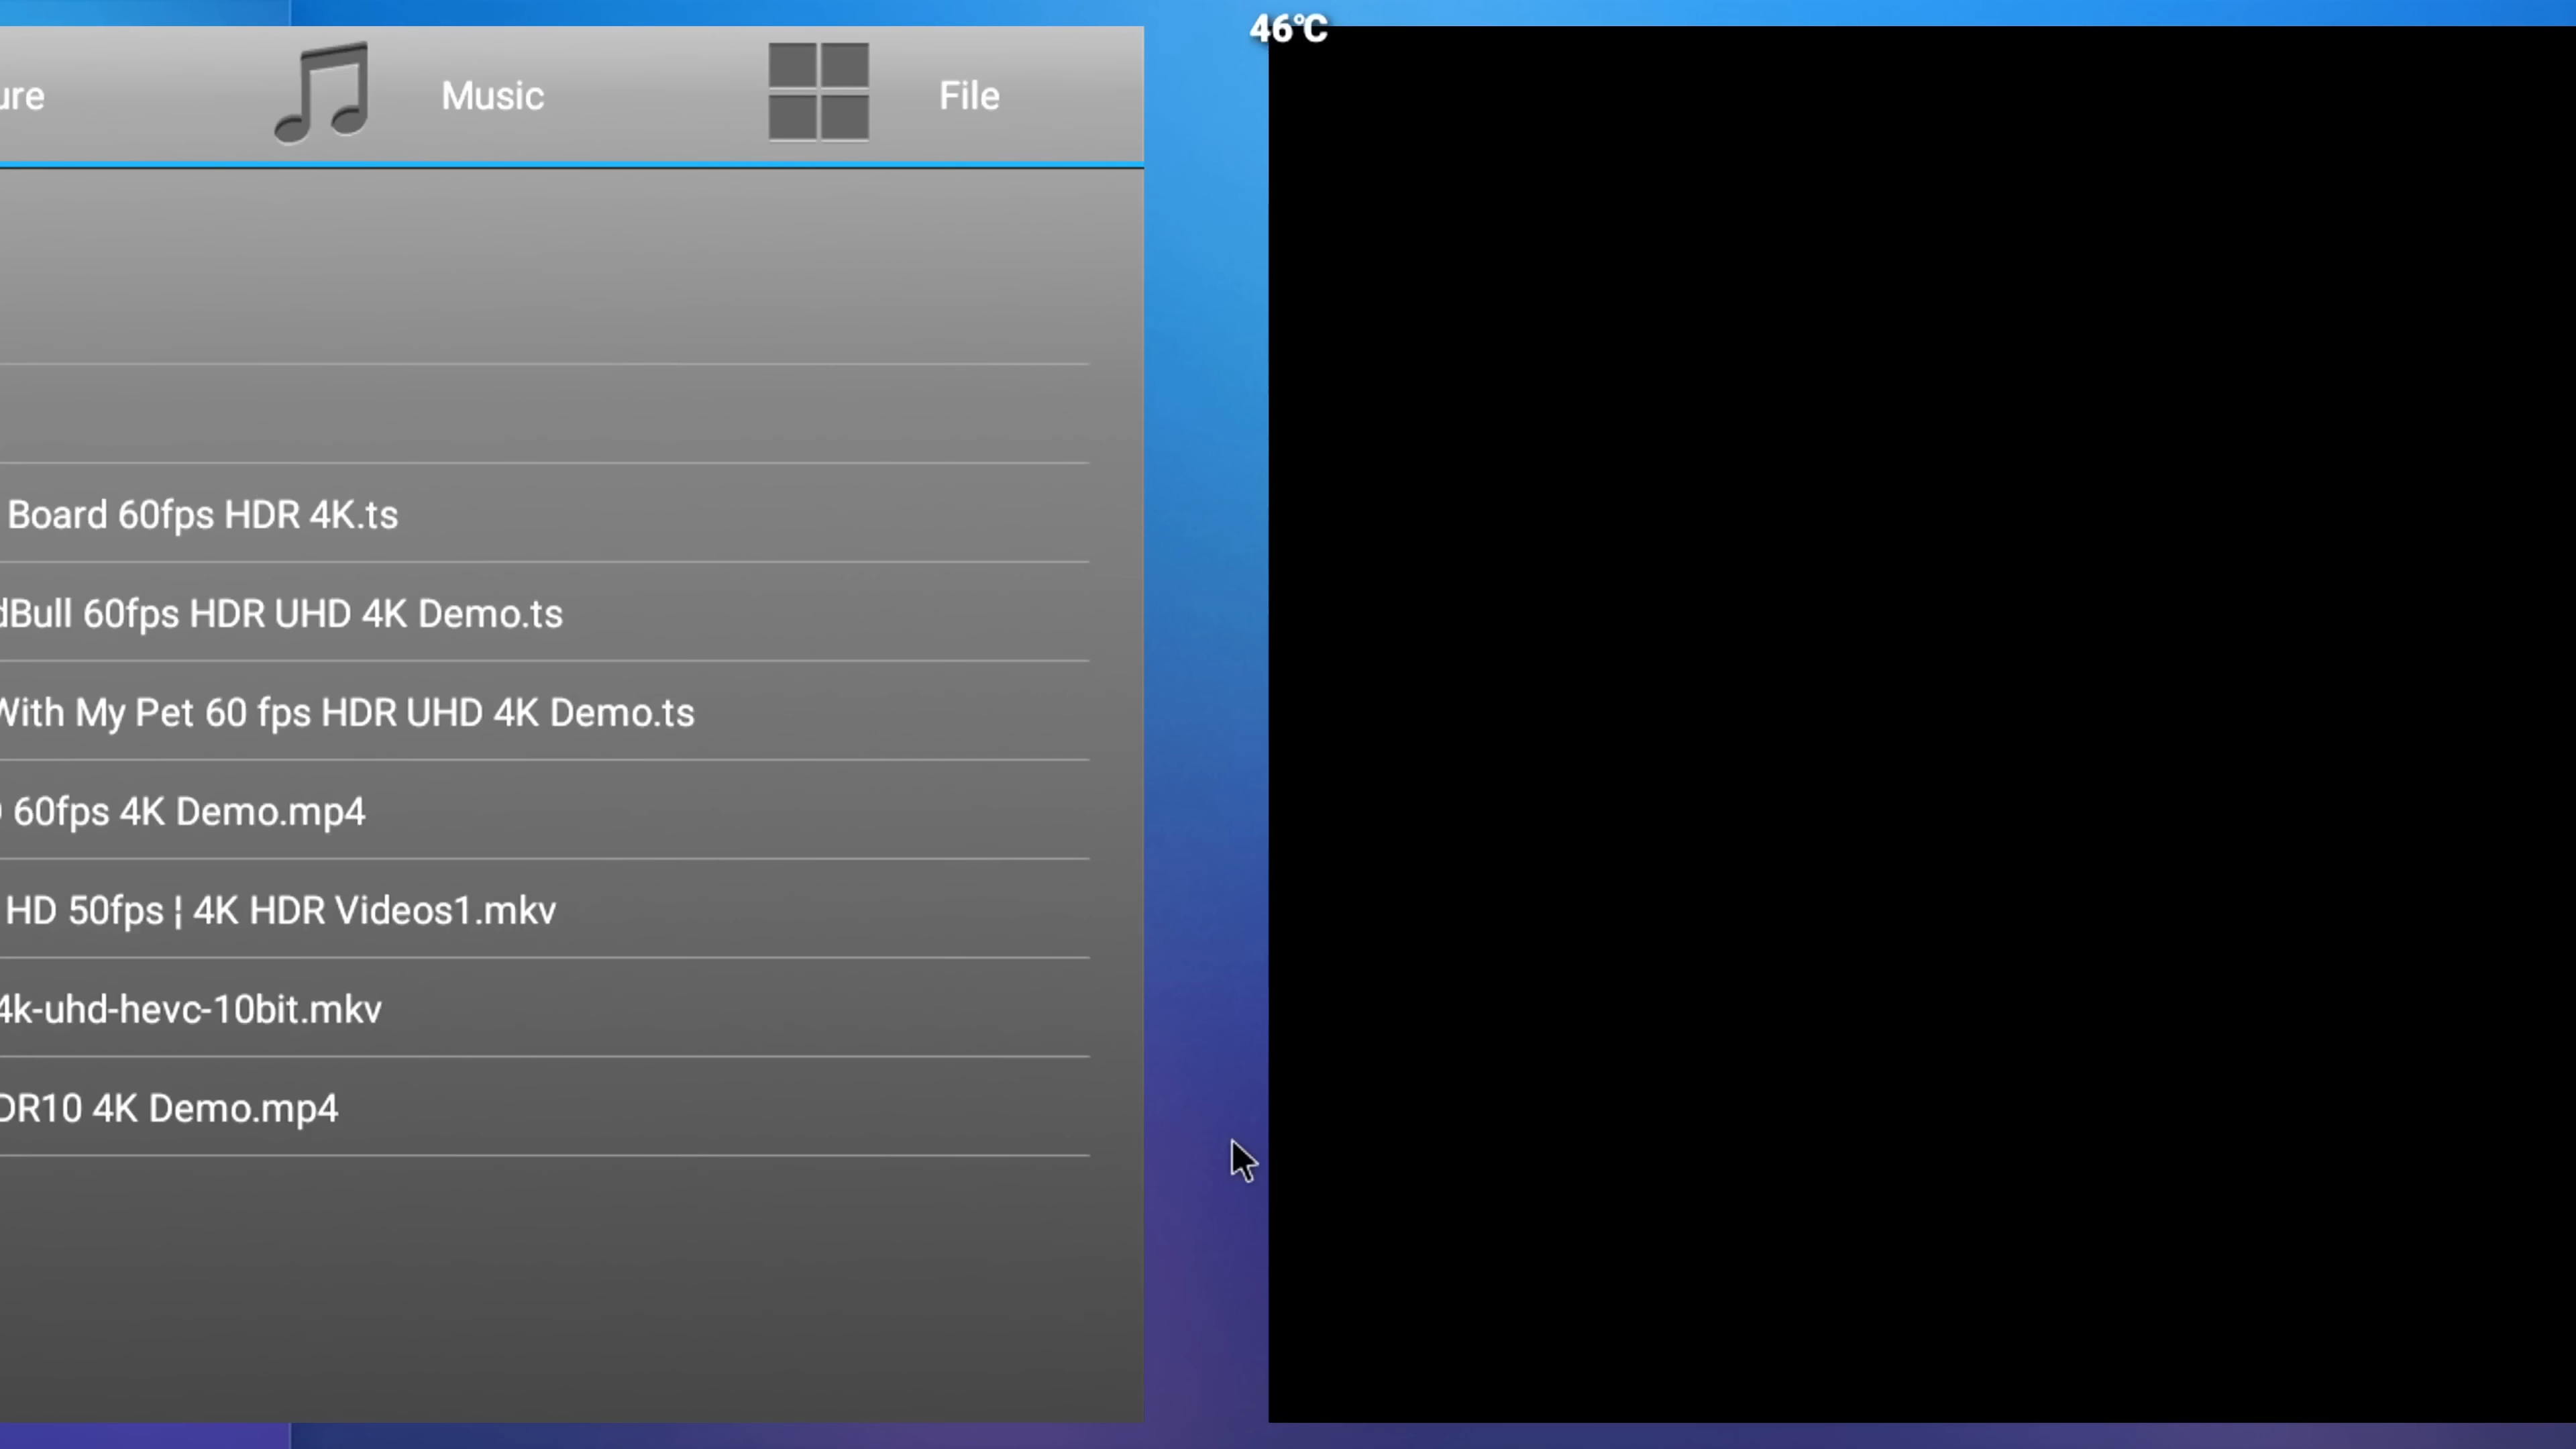 46°C
ure Music File
Board 60fps HDR 4K.ts
dBull 60fps HDR UHD 4K Demo.ts
With My Pet 60 fps HDR UHD 4K Demo.ts
60fps 4K Demo.mp4
HD 50fps ¦ 4K HDR Videos1.mkv
4k-uhd-hevc-10bit.mkv
DR10 4K Demo.mp4